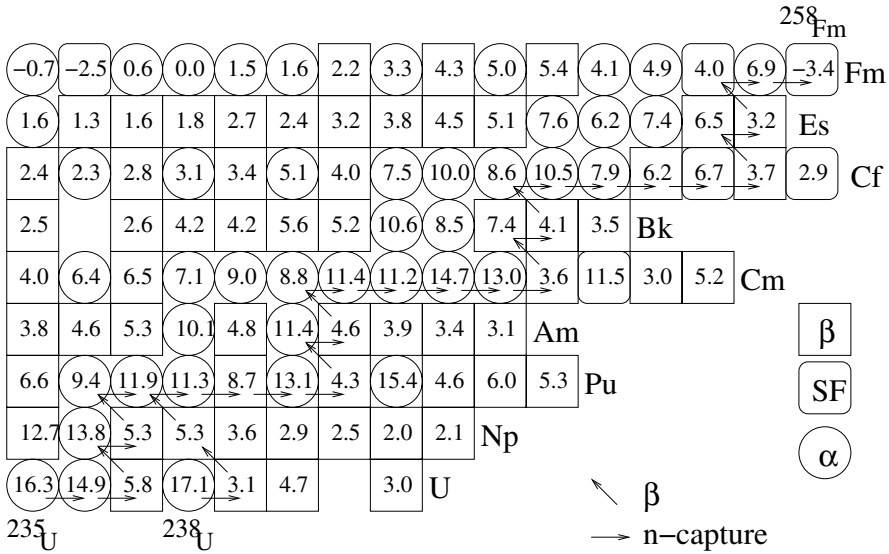 258 Fm
−0.7 −2.5 0.6 0.0 1.5 1.6 2.2 3.3 4.3 5.0 5.4 4.1 4.9 4.0 6.9 −3.4 Fm
1.6 1.3 1.6 1.8 2.7 2.4 3.2 3.8 4.5 5.1 7.6 6.2 7.4 6.5 3.2 Es
2.4 2.3 2.8 3.1 3.4 5.1 4.0 7.5 10.0 8.6 10.5 7.9 6.2 6.7 3.7 2.9 Cf
2.5 2.6 4.2 4.2 5.6 5.2 10.6 8.5 7.4 4.1 3.5 Bk
4.0 6.4 6.5 7.1 9.0 8.8 11.4 11.2 14.7 13.0 3.6 11.5 3.0 5.2 Cm
3.8 4.6 5.3 10.1 4.8 11.4 4.6 3.9 3.4 3.1 Am
β
6.6 9.4 11.9 11.3 8.7 13.1 4.3 15.4 4.6 6.0 5.3 Pu
SF
12.7 13.8 5.3 5.3 3.6 2.9 2.5 2.0 2.1 Np
α
16.3 14.9 5.8 17.1 3.1 4.7 3.0 U
β
235 U 238 U
n−capture